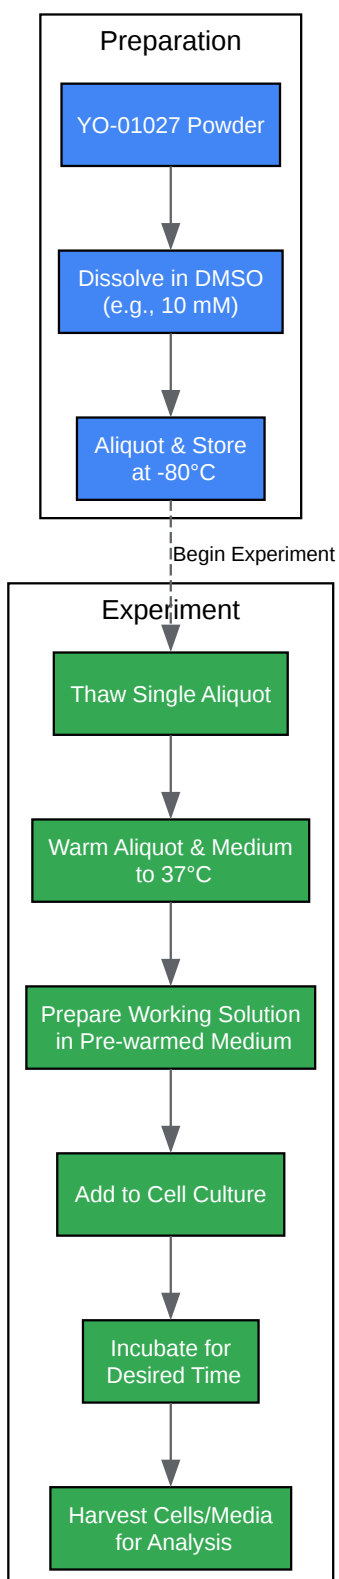 Preparation
YO-01027 Powder
Dissolve in DMSO
(e.g., 10 mM)
Aliquot & Store
at -80°C
Begin Experiment
Experiment
Thaw Single Aliquot
Warm Aliquot & Medium
to 37°C
Prepare Working Solution
in Pre-warmed Medium
Add to Cell Culture
Incubate for
Desired Time
Harvest Cells/Media
for Analysis